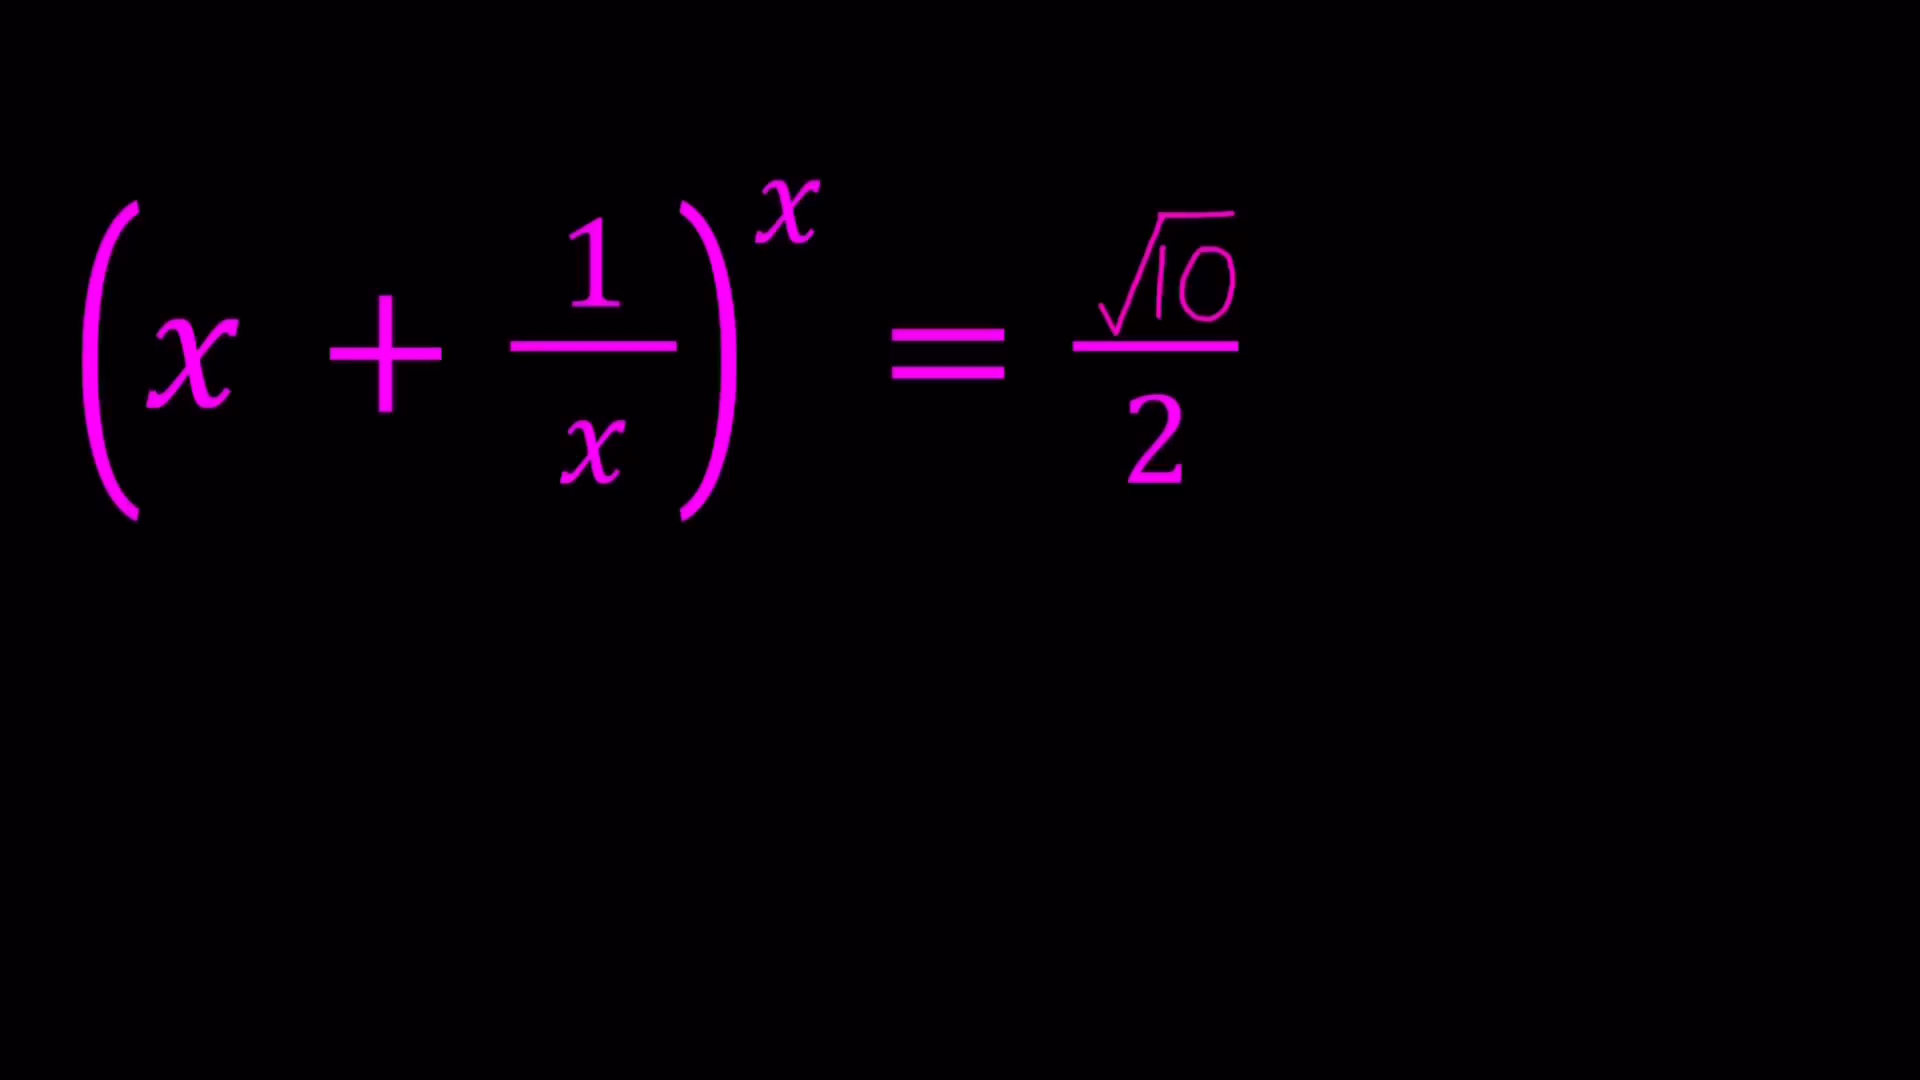 (x + 1/x)^x = √10/2